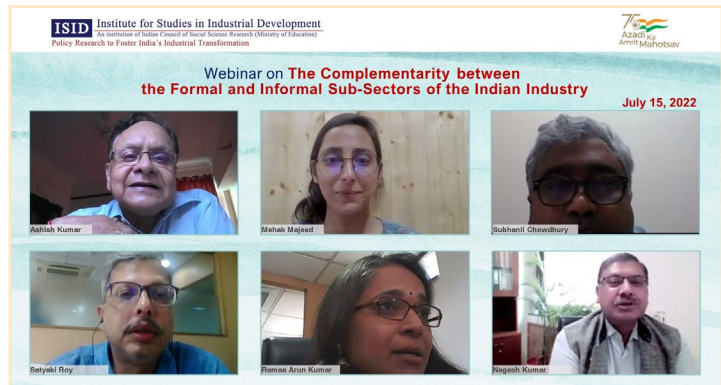 ISID Institute for Studies in Industrial Development
An institution of Indian Council of Social Science Research (Ministry of Education)
Policy Research to Foster India's Industrial Transformation
75
Azadi Ka
Amrit Mahotsav
Webinar on The Complementarity between
the Formal and Informal Sub-Sectors of the Indian Industry
July 15, 2022
Ashish Kumar
Mehak Majeed
Subhanil Chowdhury
Satyaki Roy
Ramaa Arun Kumar
Nagesh Kumar